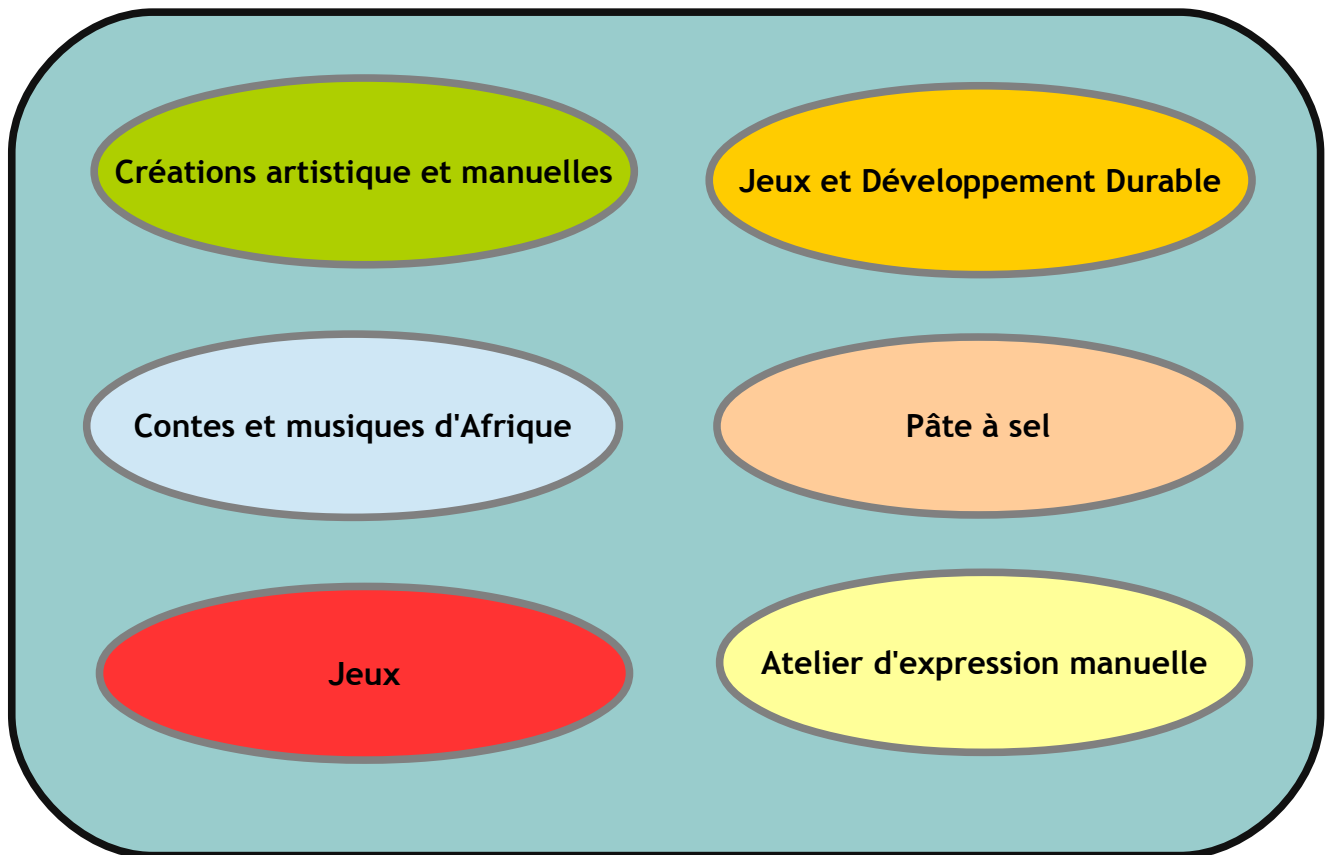 Créations artistique et manuelles
Jeux et Développement Durable
Contes et musiques d'Afrique
Pâte à sel
Jeux
Atelier d'expression manuelle